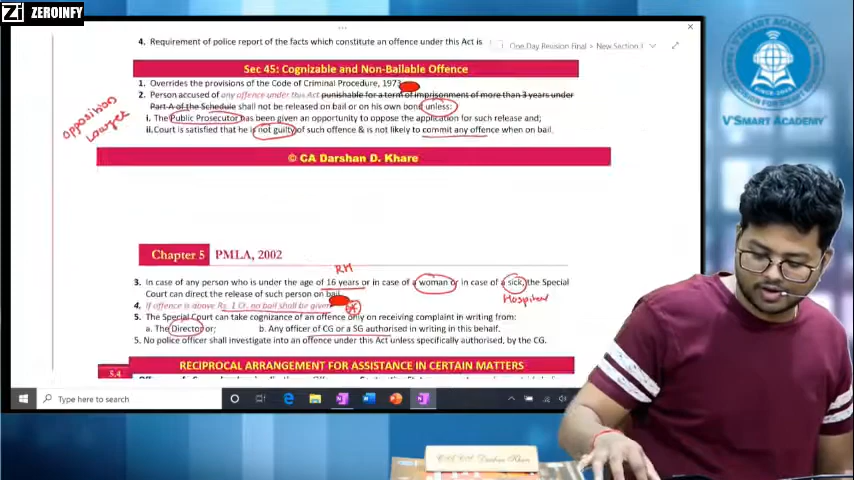 Zi ZEROINFY
4. Requirement of police report of the facts which constitute an offence under this Act is
One Day Revision Final > New Section
Sec 45: Cognizable and Non-Bailable Offence
1. Overrides the provisions of the Code of Criminal Procedure, 1973
2. Person accused of any offence under this Act punishable for a term of imprisonment of more than 3 years under
Part A of the Schedule shall not be released on bail or on his own bond unless:
i. The Public Prosecutor has been given an opportunity to oppose the application for such release and;
ii. Court is satisfied that he is not guilty of such offence & is not likely to commit any offence when on bail.
opposition
Lawyer
© CA Darshan D. Khare
Chapter 5 PMLA, 2002
RM
3. In case of any person who is under the age of 16 years or in case of a woman or in case of a sick, the Special
Court can direct the release of such person on bail
Hospital
4. If offence is above Rs. 1 Cr. no bail shall be given
5. The Special Court can take cognizance of an offence only on receiving complaint in writing from:
a. The Director or; b. Any officer of CG or a SG authorised in writing in this behalf.
5. No police officer shall investigate into an offence under this Act unless specifically authorised, by the CG.
5.4 RECIPROCAL ARRANGEMENT FOR ASSISTANCE IN CERTAIN MATTERS
Type here to search
V'SMART ACADEMY
V'SMART ACADEMY
CA Darshan Khare